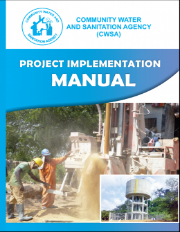 COMMUNITY WATER
AND SANITATION AGENCY
(CWSA)
PROJECT IMPLEMENTATION
MANUAL